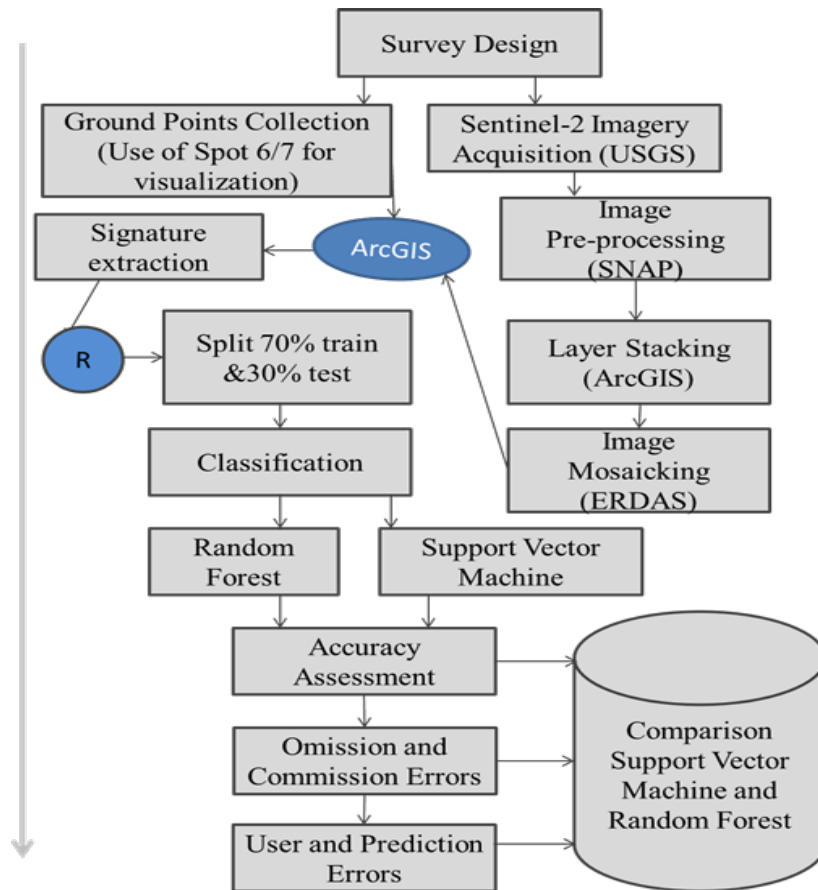 Survey Design
Ground Points Collection
(Use of Spot 6/7 for
visualization)
Sentinel-2 Imagery
Acquisition (USGS)
Signature
extraction
ArcGIS
Image
Pre-processing
(SNAP)
R
Split 70% train
&30% test
Layer Stacking
(ArcGIS)
Classification
Image
Mosaicking
(ERDAS)
Random
Forest
Support Vector
Machine
Accuracy
Assessment
Omission and
Commission Errors
User and Prediction
Errors
Comparison
Support Vector
Machine and
Random Forest